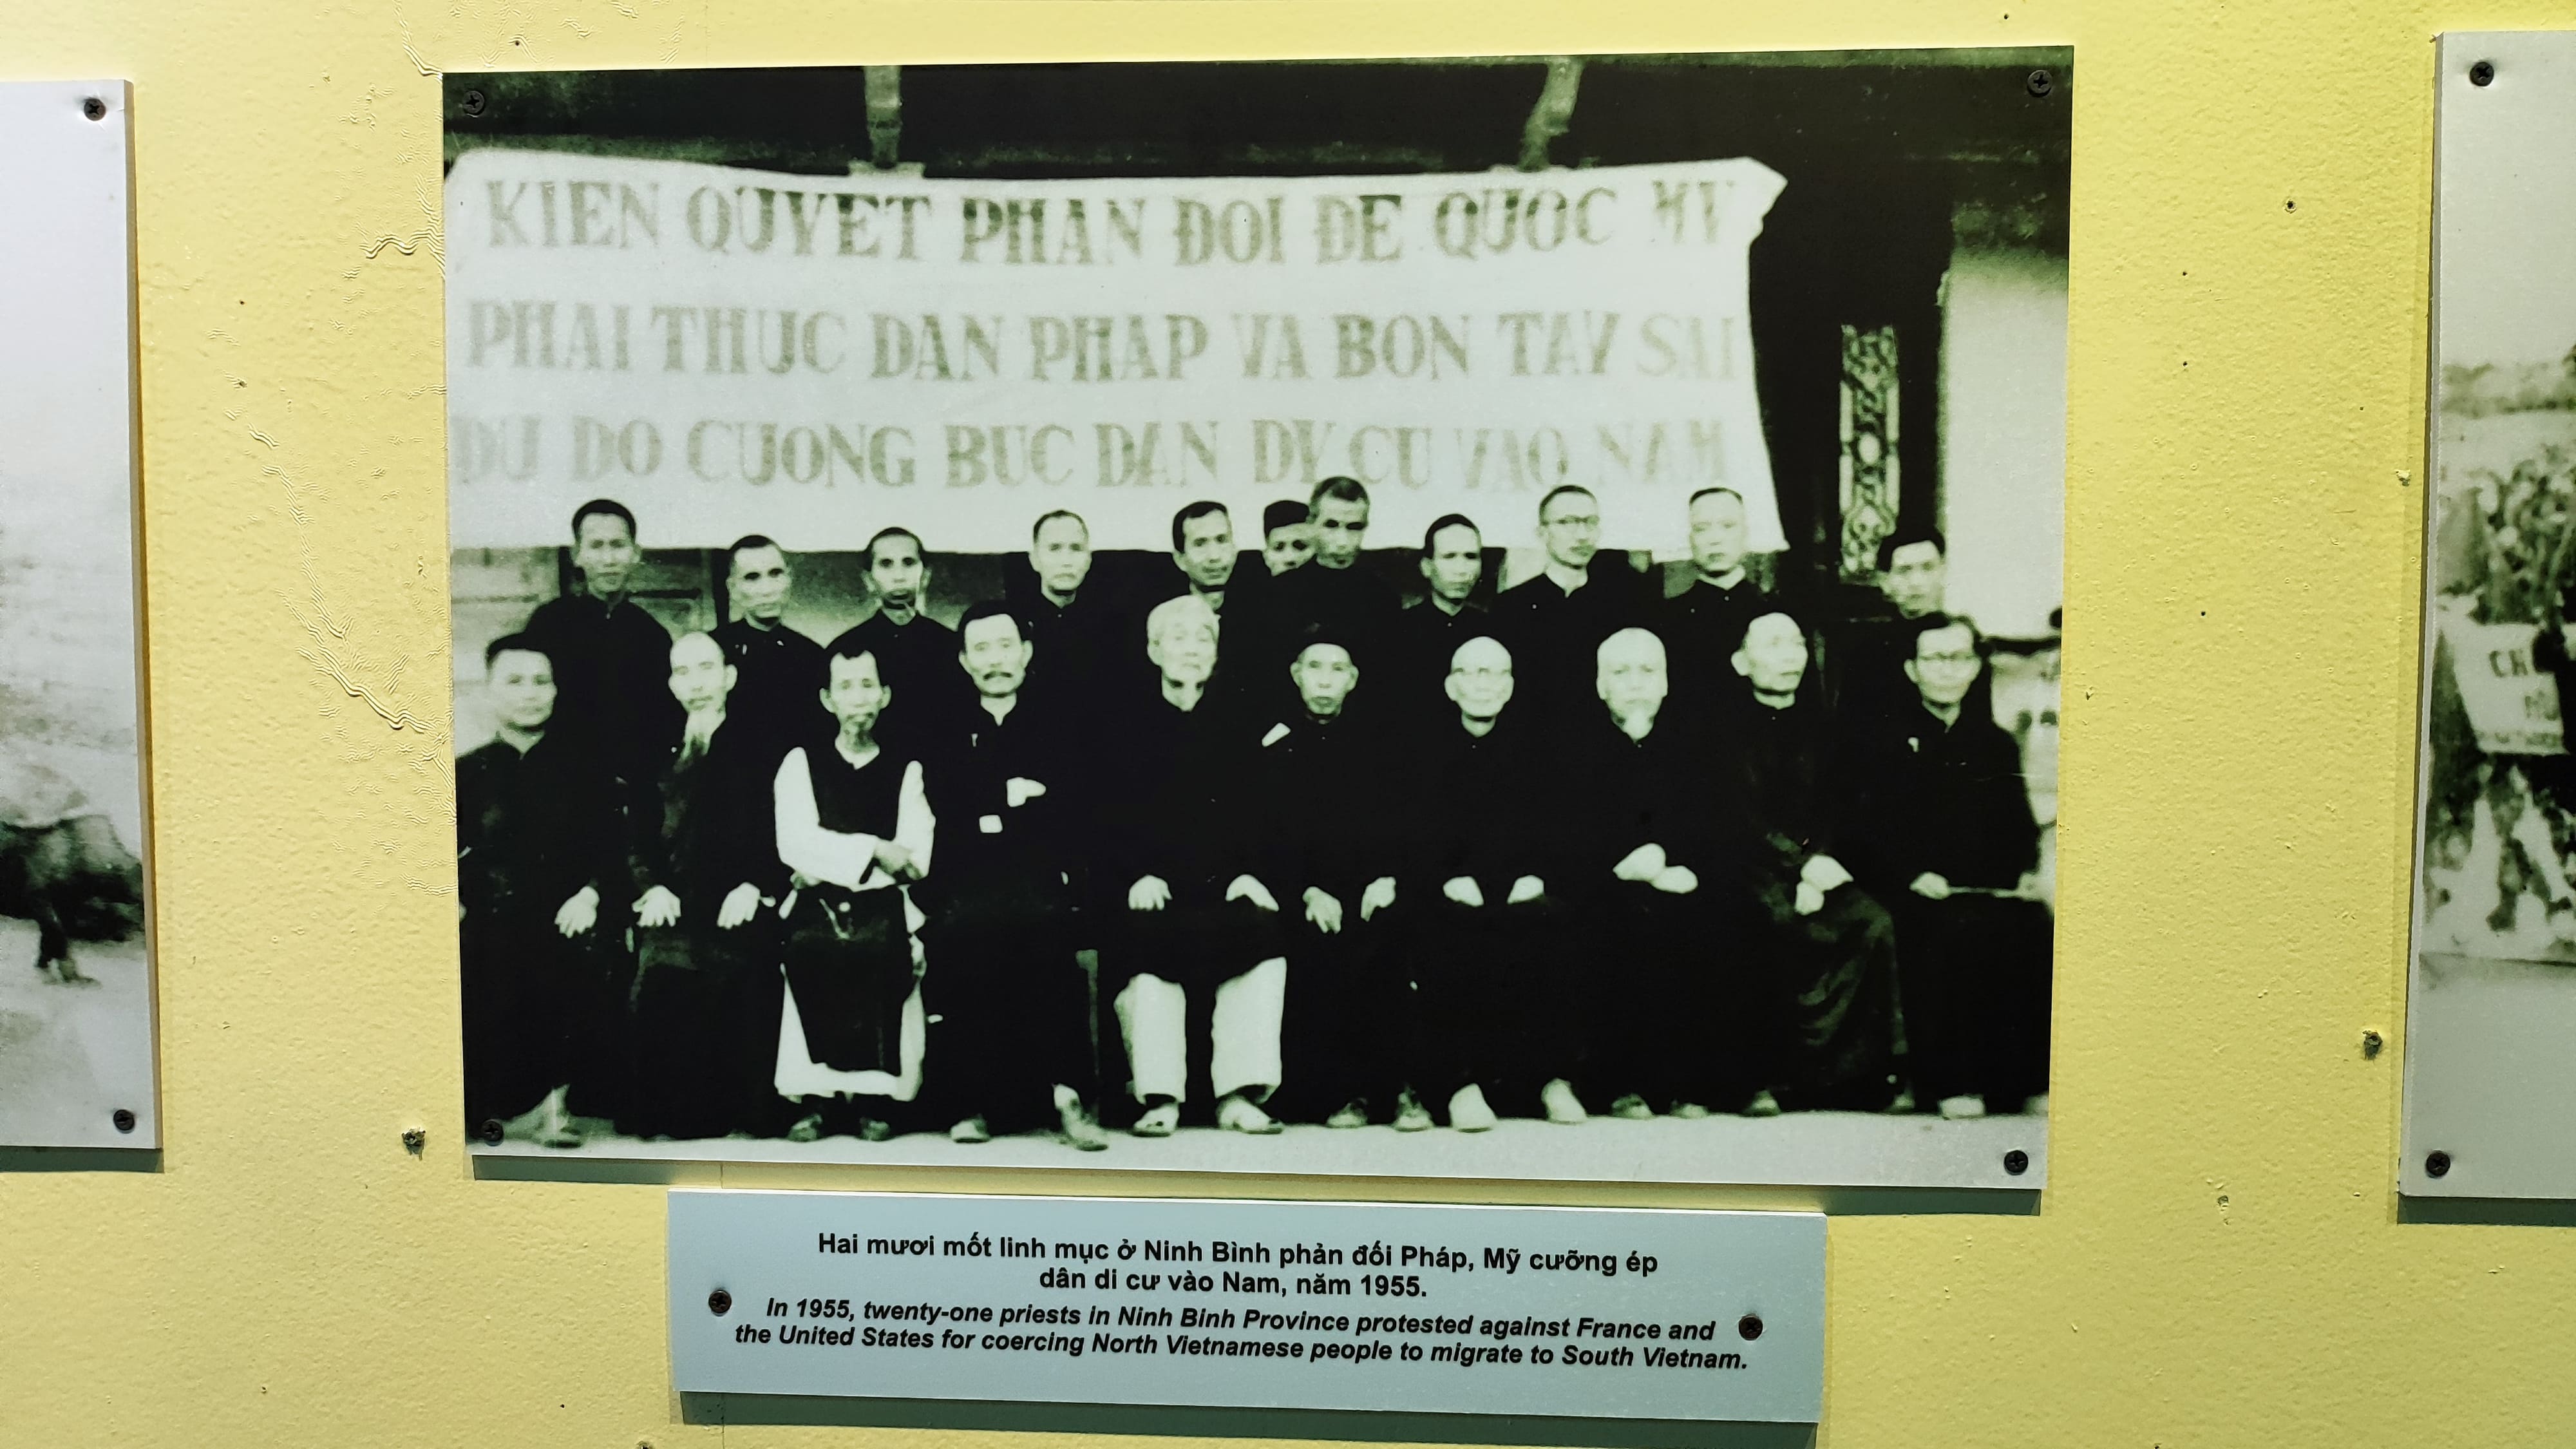 KIEN QUYET PHAN ĐOI ĐE QUOC MY
PHAI THUC DAN PHAP VA BON TAY SAI
DU DO CUONG BUC DAN DY CU VAO NAM
CH
Hai mươi mốt linh mục ở Ninh Bình phản đối Pháp, Mỹ cưỡng ép
dân di cư vào Nam, năm 1955.
In 1955, twenty-one priests in Ninh Binh Province protested against France and
the United States for coercing North Vietnamese people to migrate to South Vietnam.